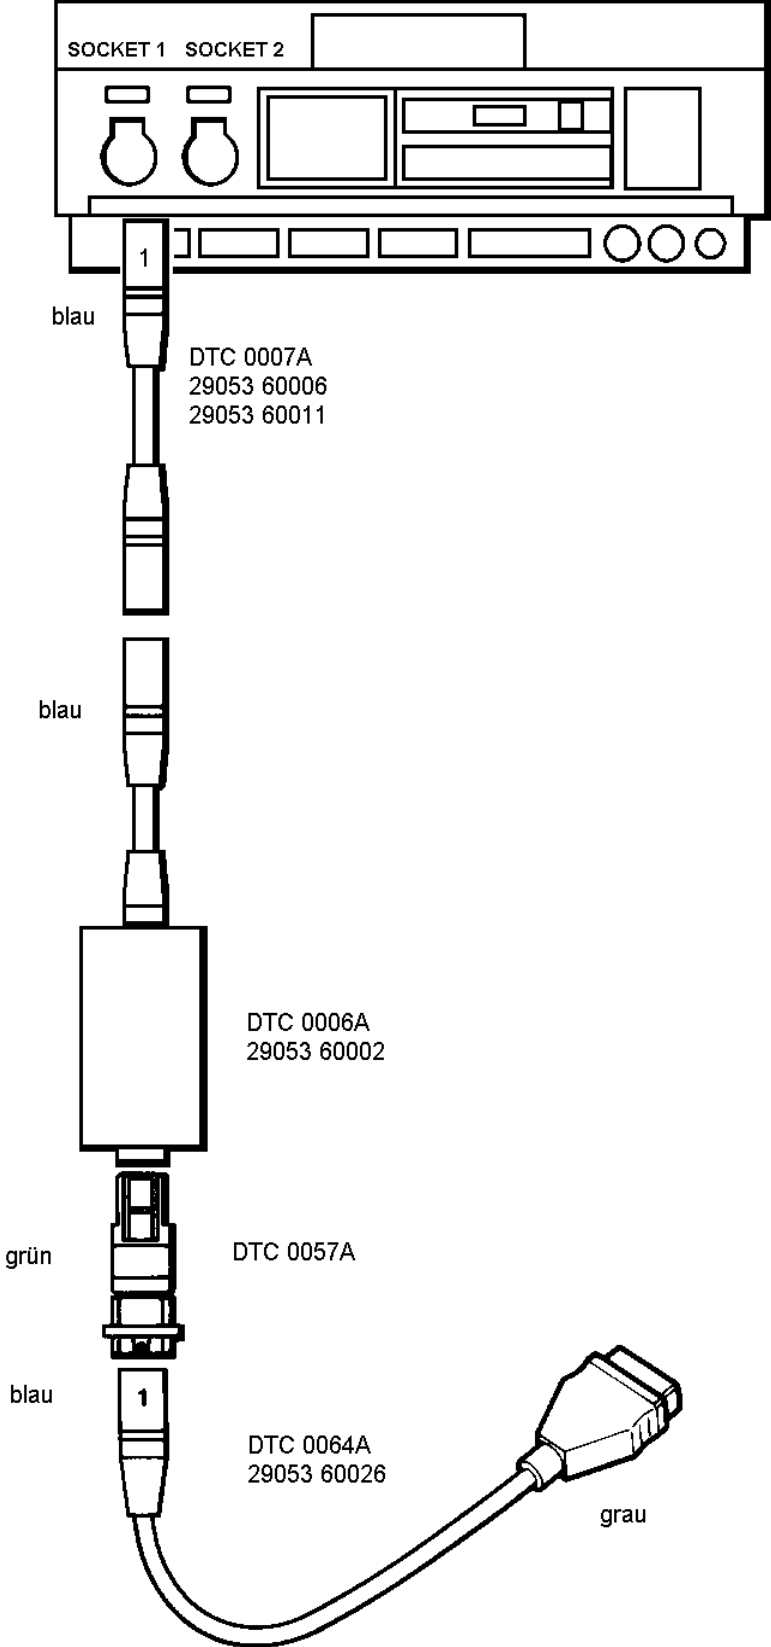 SOCKET 1 SOCKET 2
1
blau
DTC 0007A
29053 60006
29053 60011
blau
DTC 0006A
29053 60002
grün
DTC 0057A
blau
1
DTC 0064A
29053 60026
grau